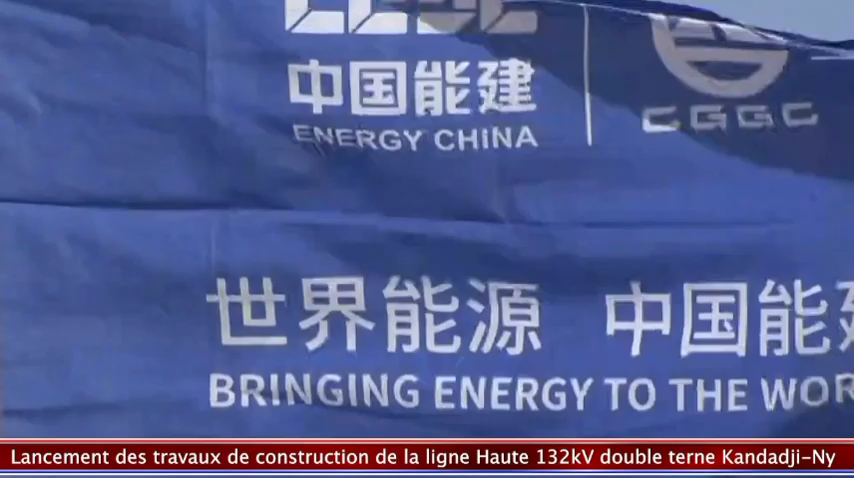 中国能建
ENERGY CHINA
CGGC
世界能源 中国能建
BRINGING ENERGY TO THE WOR
Lancement des travaux de construction de la ligne Haute 132kV double terne Kandadji-Ny